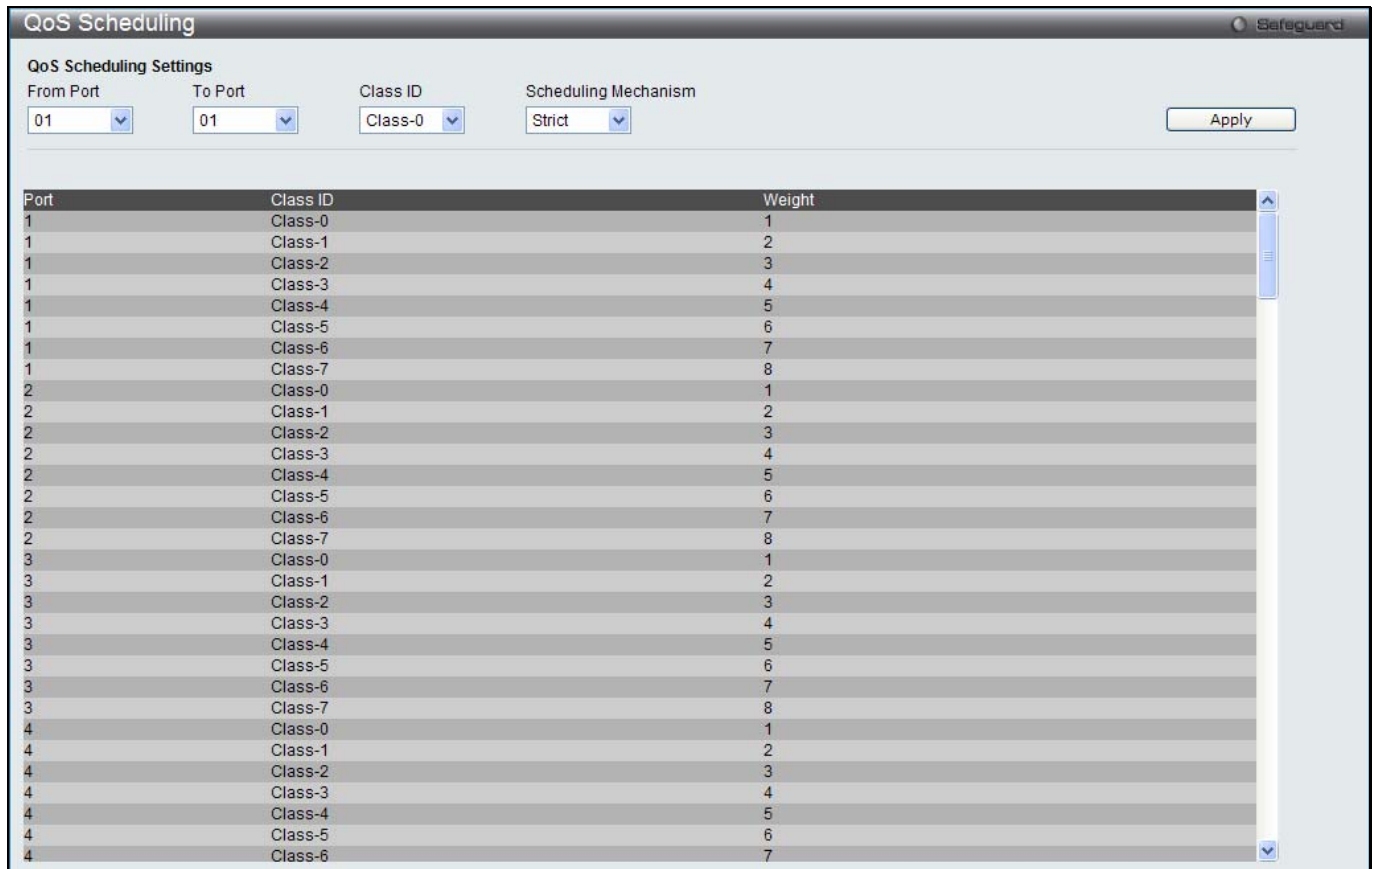 QoS Scheduling
Safeguard
QoS Scheduling Settings
From Port To Port Class ID Scheduling Mechanism
01 01 Class-0 Strict Apply
Port Class ID Weight
1 Class-0 1
1 Class-1 2
1 Class-2 3
1 Class-3 4
1 Class-4 5
1 Class-5 6
1 Class-6 7
1 Class-7 8
2 Class-0 1
2 Class-1 2
2 Class-2 3
2 Class-3 4
2 Class-4 5
2 Class-5 6
2 Class-6 7
2 Class-7 8
3 Class-0 1
3 Class-1 2
3 Class-2 3
3 Class-3 4
3 Class-4 5
3 Class-5 6
3 Class-6 7
3 Class-7 8
4 Class-0 1
4 Class-1 2
4 Class-2 3
4 Class-3 4
4 Class-4 5
4 Class-5 6
4 Class-6 7